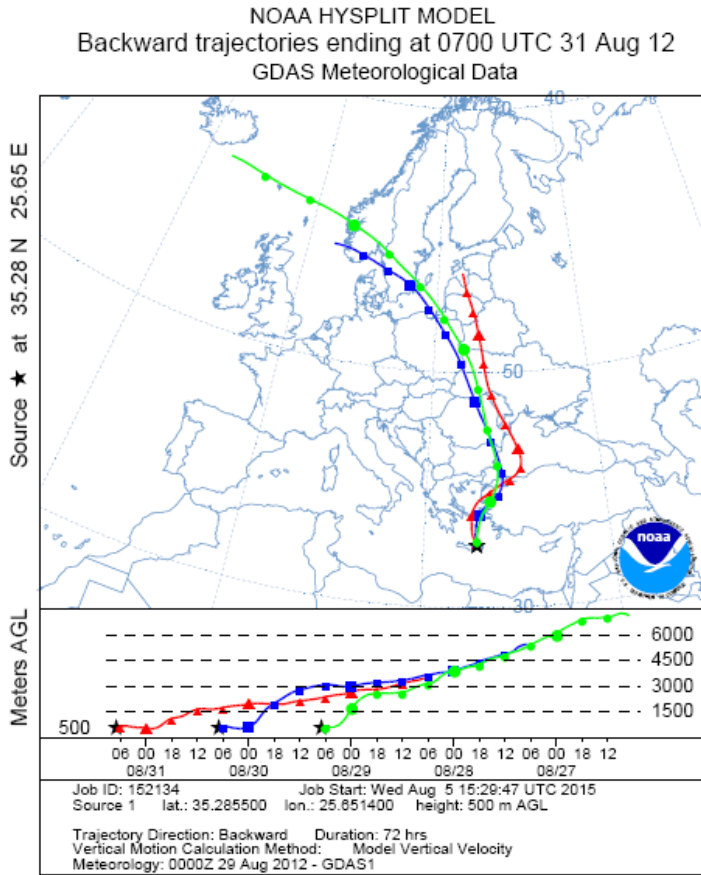 NOAA HYSPLIT MODEL
Backward trajectories ending at 0700 UTC 31 Aug 12
GDAS Meteorological Data
Source ★ at 35.28 N 25.65 E
40
50
30
noaa
Meters AGL
6000
4500
3000
1500
500
06 00 18 12 06 00 18 12 06 00 18 12 06 00 18 12 06 00 18 12
08/31 08/30 08/29 08/28 08/27
Job ID: 152134 Job Start: Wed Aug 5 15:29:47 UTC 2015
Source 1 lat.: 35.285500 lon.: 25.651400 height: 500 m AGL
Trajectory Direction: Backward Duration: 72 hrs
Vertical Motion Calculation Method: Model Vertical Velocity
Meteorology: 0000Z 29 Aug 2012 - GDAS1